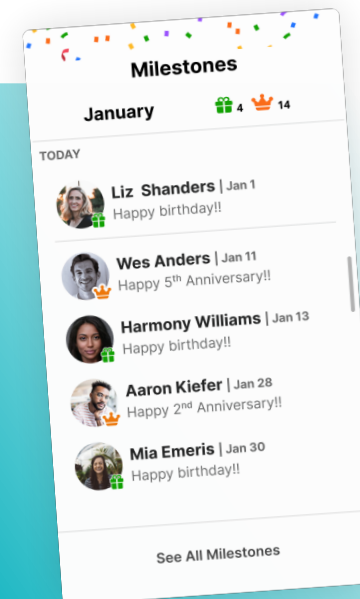 Milestones
January 4 14
TODAY
Liz Shanders | Jan 1
Happy birthday!!
Wes Anders | Jan 11
Happy 5th Anniversary!!
Harmony Williams | Jan 13
Happy birthday!!
Aaron Kiefer | Jan 28
Happy 2nd Anniversary!!
Mia Emeris | Jan 30
Happy birthday!!
See All Milestones